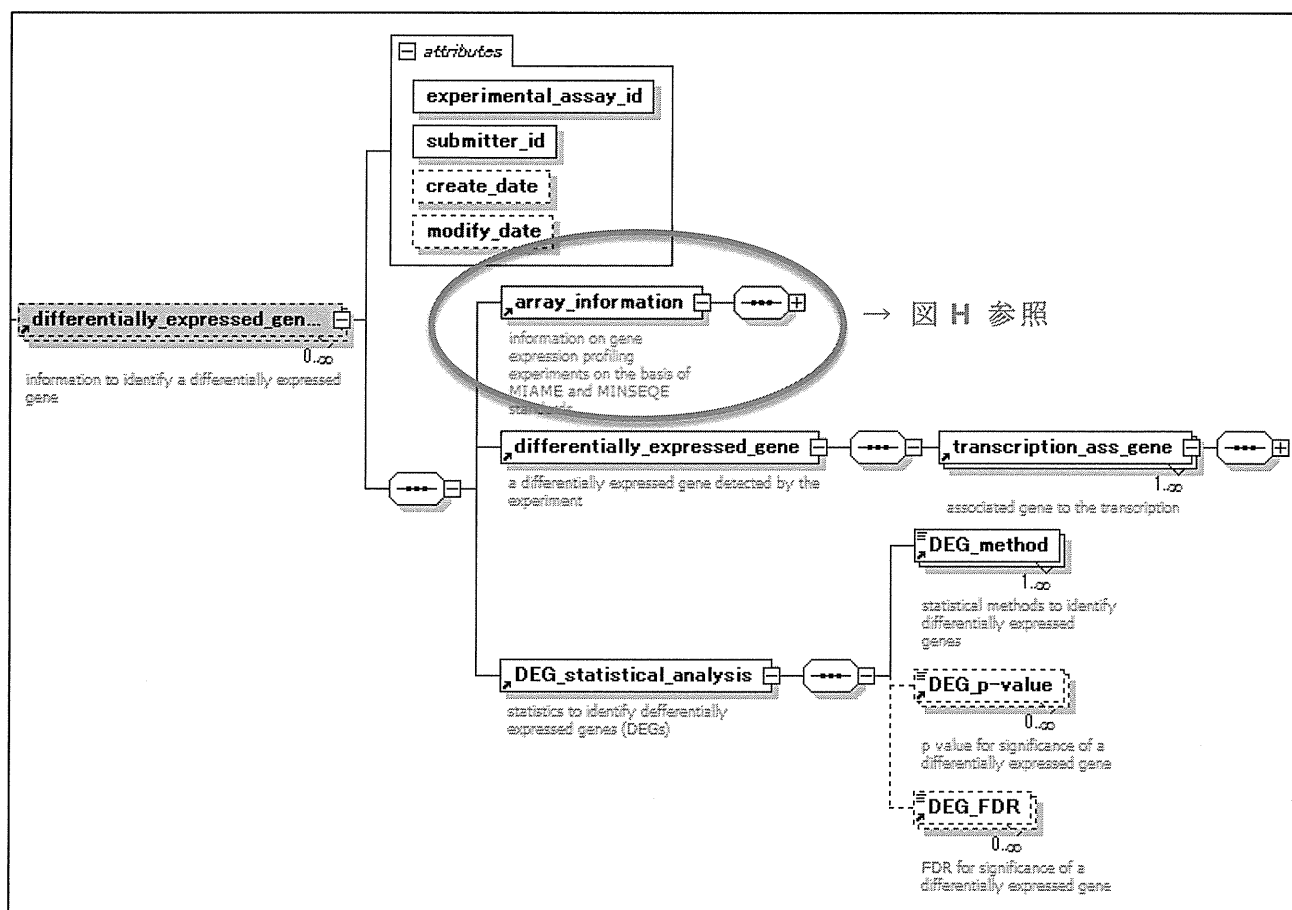 attributes
experimental_assay_id
submitter_id
create_date
modify_date
array_information
→ 図 H 参照
information on gene
expression profiling
experiments on the basis of
MIAME and MINSEQE
standards
differentially_expressed_gen...
0..∞
information to identify a differentially expressed
gene
differentially_expressed_gene
a differentially expressed gene detected by the
experiment
transcription_ass_gene
1..∞
associated gene to the transcription
DEG_method
1..∞
statistical methods to identify
differentially expressed
genes
DEG_statistical_analysis
statistics to identify defferentially
expressed genes (DEGs)
DEG_p-value
0..∞
p value for significance of a
differentially expressed gene
DEG_FDR
0..∞
FDR for significance of a
differentially expressed gene